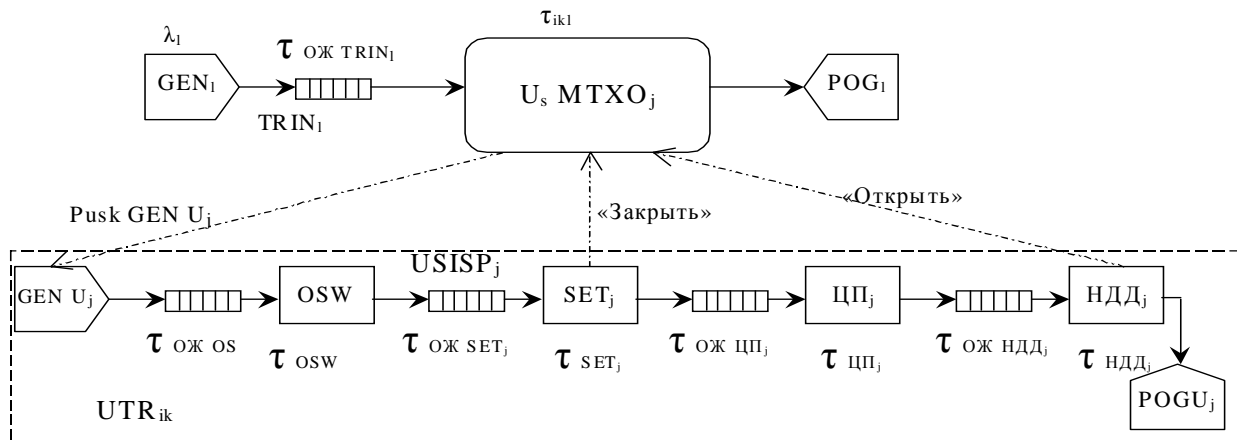 λ₁
τ ОЖ TRIN₁
τᵢₖ₁
GEN₁
TRIN₁
Uₛ MTXOⱼ
POG₁
Pusk GEN Uⱼ
«Закрыть»
«Открыть»
USISPⱼ
GEN Uⱼ
OSW
SETⱼ
ЦПⱼ
НДДⱼ
τ ОЖ OS
τ OSW
τ ОЖ SETⱼ
τ SETⱼ
τ ОЖ ЦПⱼ
τ ЦПⱼ
τ ОЖ НДДⱼ
τ НДДⱼ
POGUⱼ
UTRᵢₖ